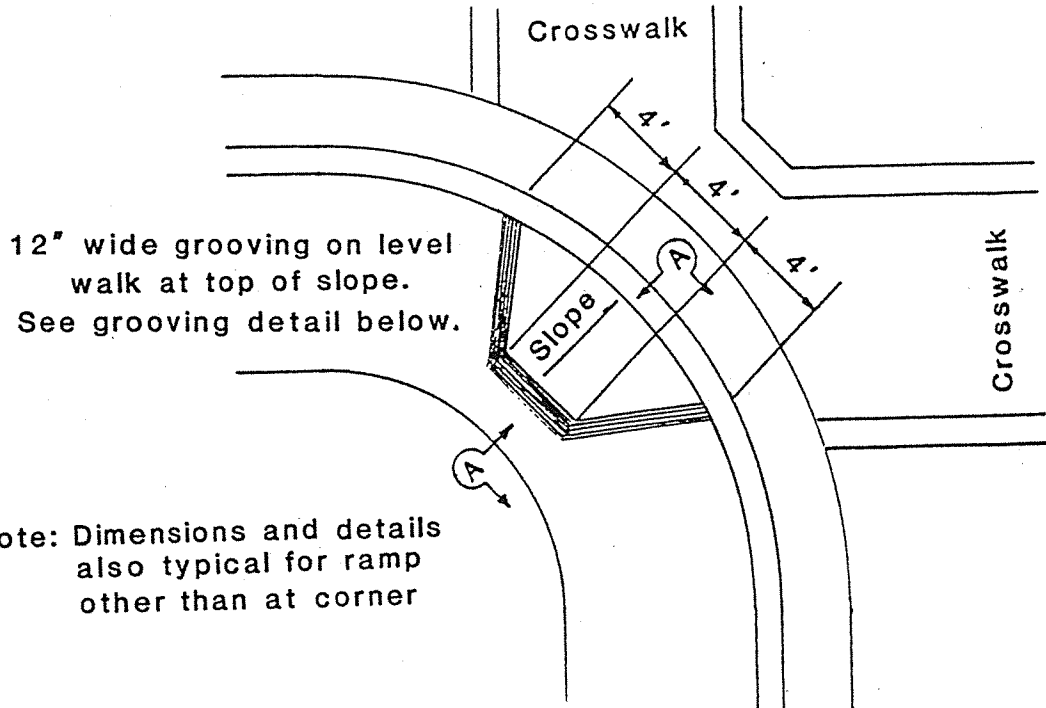 Crosswalk
4'
4'
4'
12" wide grooving on level
walk at top of slope.
See grooving detail below.
A
Slope
Crosswalk
A
ote: Dimensions and details
also typical for ramp
other than at corner